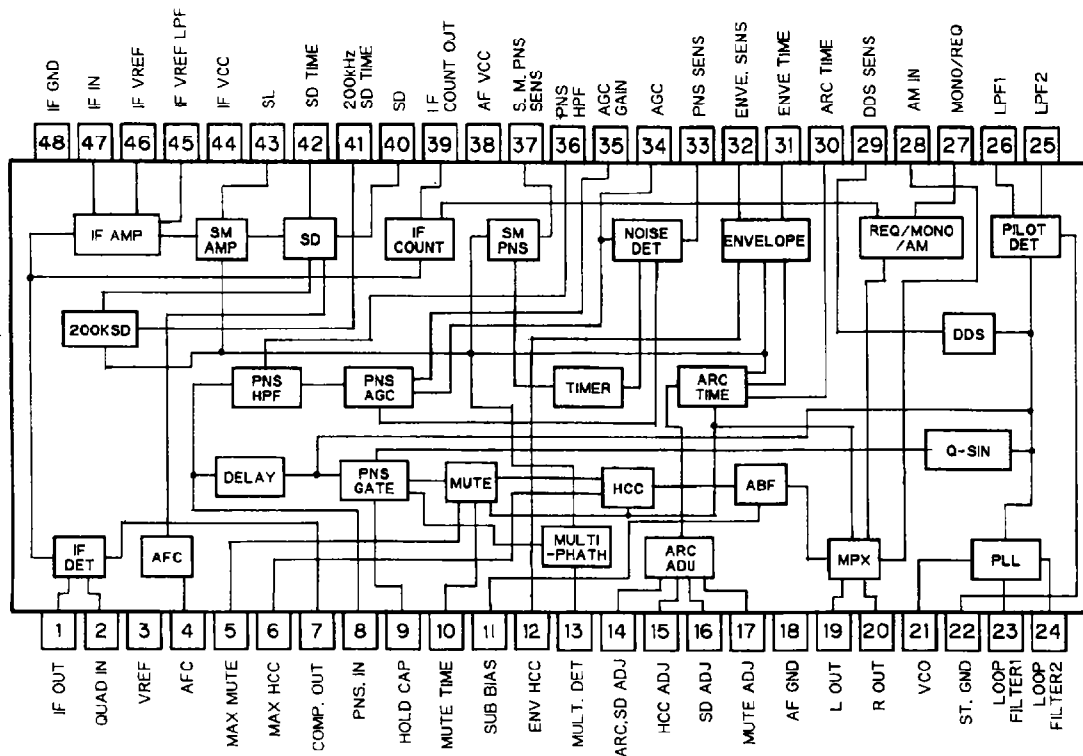 IF GND
IF IN
IF VREF
IF VREF LPF
IF VCC
SL
SD TIME
200kHz
SD TIME
SD
IF
COUNT OUT
AF VCC
S. M. PNS
SENS
PNS
HPF
AGC
GAIN
AGC
PNS SENS
ENVE. SENS
ENVE TIME
ARC TIME
DDS SENS
AM IN
MONO/REQ
LPF1
LPF2
48 47 46 45 44 43 42 41 40 39 38 37 36 35 34 33 32 31 30 29 28 27 26 25
IF AMP
SM
AMP
SD
IF
COUNT
SM
PNS
NOISE
DET
ENVELOPE
REQ/MONO
/AM
PILOT
DET
200KSD
DDS
PNS
HPF
PNS
AGC
TIMER
ARC
TIME
Q-SIN
DELAY
PNS
GATE
MUTE
HCC
ABF
IF
DET
AFC
MULTI
-PHATH
ARC
ADU
MPX
PLL
1 2 3 4 5 6 7 8 9 10 11 12 13 14 15 16 17 18 19 20 21 22 23 24
IF OUT
QUAD IN
VREF
AFC
MAX MUTE
MAX HCC
COMP. OUT
PNS. IN
HOLD CAP
MUTE TIME
SUB BIAS
ENV HCC
MULT. DET
ARC,SD ADJ
HCC ADJ
SD ADJ
MUTE ADJ
AF GND
L OUT
R OUT
VCO
ST. GND
LOOP
FILTER1
LOOP
FILTER2